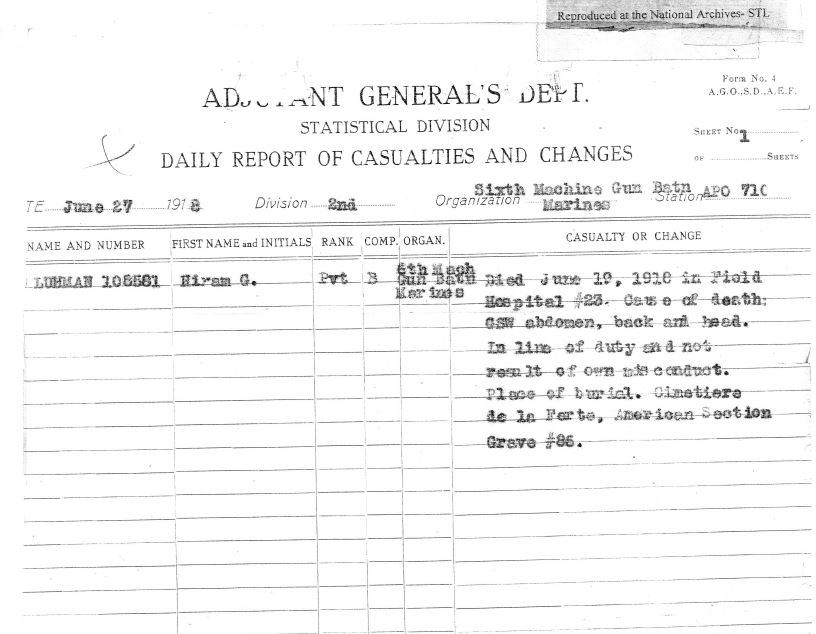 Reproduced at the National Archives- STL
Form No. 4
A.G.O., S.D., A.E.F.
ADJUTANT GENERAL'S DEPT.
STATISTICAL DIVISION
SHEET No. 1
DAILY REPORT OF CASUALTIES AND CHANGES
OF SHEETS
TE June 27 1918 Division 2nd Organization Sixth Machine Gun Batn Marines Station APO 710
NAME AND NUMBER FIRST NAME and INITIALS RANK COMP. ORGAN. CASUALTY OR CHANGE
LUHMAN 108581 Hiram G. Pvt B 6th Mach Gun Batn Marines
Died June 19, 1918 in Field
Hospital #23. Cause of death:
GSW abdomen, back and head.
In line of duty and not
result of own misconduct.
Place of burial. Cimetiere
de la Ferte, American Section
Grave #86.